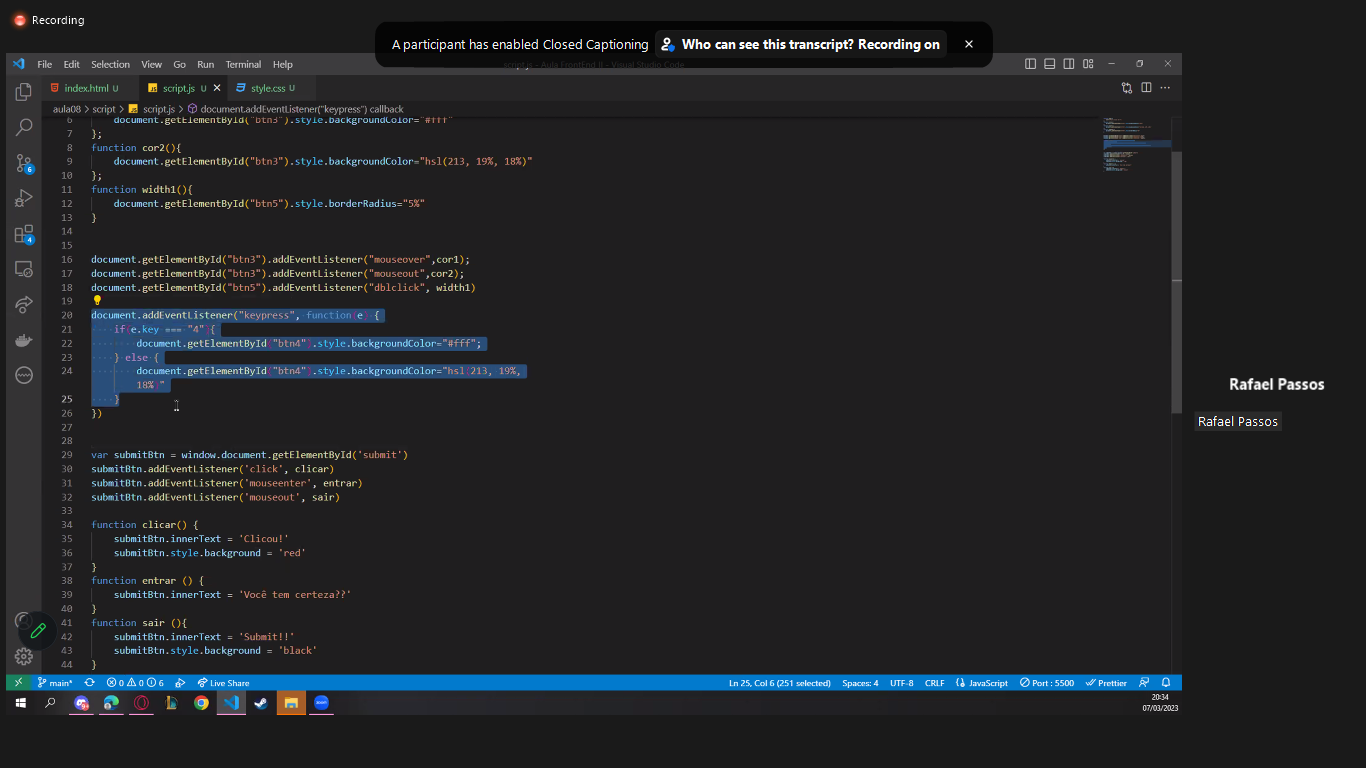 Recording
A participant has enabled Closed Captioning Who can see this transcript? Recording on
File Edit Selection View Go Run Terminal Help
script.js - Aula FrontEnd II - Visual Studio Code
index.html U script.js U style.css U
aula08 > script > script.js > document.addEventListener("keypress") callback
6 document.getElementById("btn3").style.backgroundColor="#fff"
7 };
8 function cor2(){
9 document.getElementById("btn3").style.backgroundColor="hsl(213, 19%, 18%)"
10 };
11 function width1(){
12 document.getElementById("btn5").style.borderRadius="5%"
13 }
14
15
16 document.getElementById("btn3").addEventListener("mouseover",cor1);
17 document.getElementById("btn3").addEventListener("mouseout",cor2);
18 document.getElementById("btn5").addEventListener("dblclick", width1)
19
20 document.addEventListener("keypress", function(e) {
21 if(e.key === "4"){
22 document.getElementById("btn4").style.backgroundColor="#fff";
23 } else {
24 document.getElementById("btn4").style.backgroundColor="hsl(213, 19%,
18%)"
25 }
26 })
27
28
29 var submitBtn = window.document.getElementById('submit')
30 submitBtn.addEventListener('click', clicar)
31 submitBtn.addEventListener('mouseenter', entrar)
32 submitBtn.addEventListener('mouseout', sair)
33
34 function clicar() {
35 submitBtn.innerText = 'Clicou!'
36 submitBtn.style.background = 'red'
37 }
38 function entrar () {
39 submitBtn.innerText = 'Você tem certeza??'
40 }
41 function sair (){
42 submitBtn.innerText = 'Submit!!'
43 submitBtn.style.background = 'black'
44 }
6
4
Rafael Passos
Rafael Passos
main* 0 0 6 Live Share Ln 25, Col 6 (251 selected) Spaces: 4 UTF-8 CRLF JavaScript Port : 5500 Prettier
zoom
20:34
07/03/2023